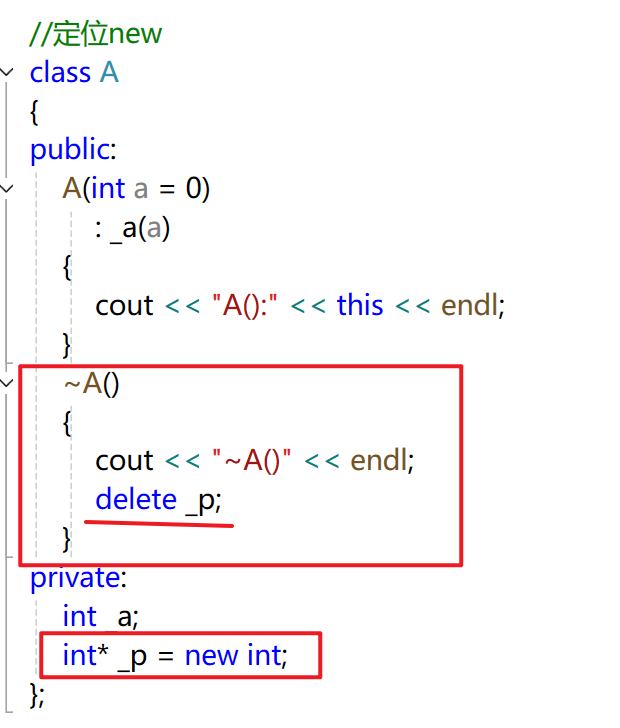 //定位new
class A
{
public:
A(int a = 0)
: _a(a)
{
cout << "A():" << this << endl;
}
~A()
{
cout << "~A()" << endl;
delete _p;
}
private:
int _a;
int* _p = new int;
};